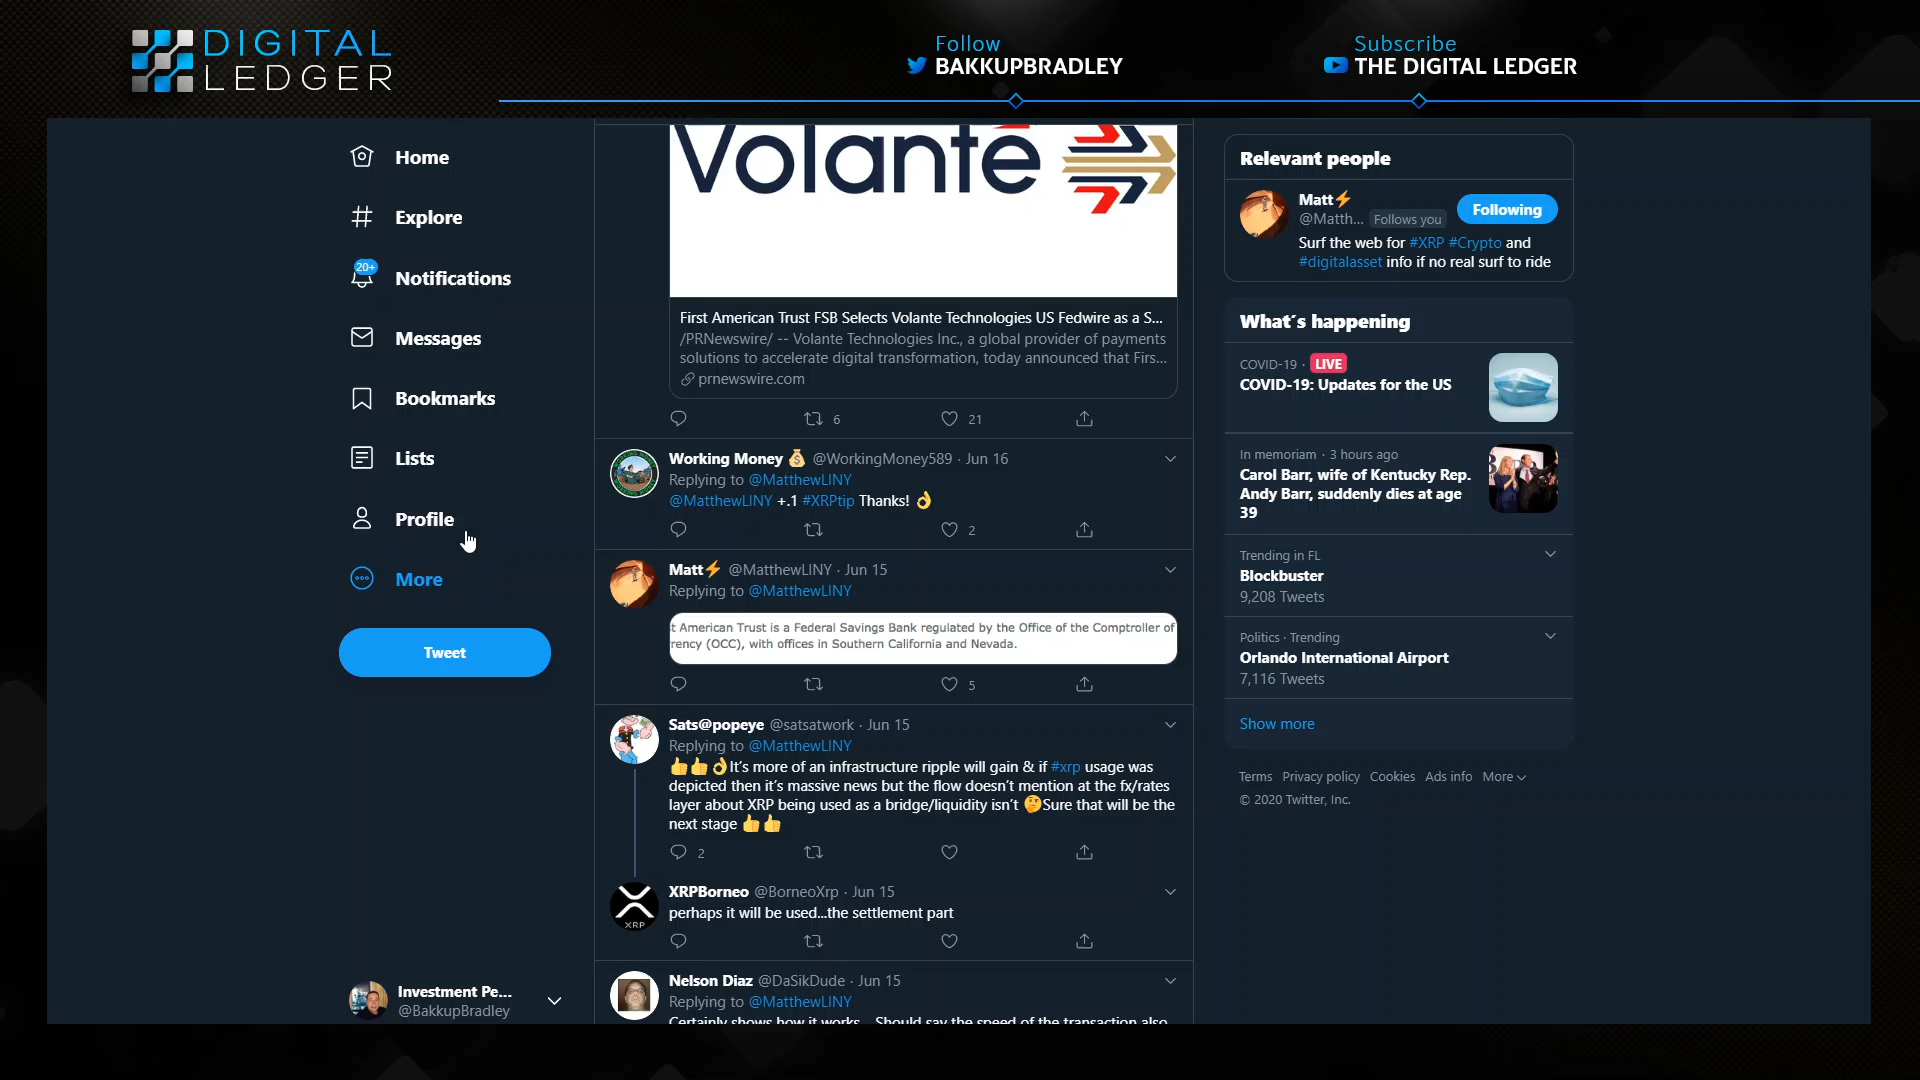 DIGITAL
LEDGER
Follow
BAKKUPBRADLEY
Subscribe
THE DIGITAL LEDGER
Home
Explore
20+
Notifications
Messages
Bookmarks
Lists
Profile
More
Tweet
Investment Pe...
@BakkupBradley
Volante
First American Trust FSB Selects Volante Technologies US Fedwire as a S...
/PRNewswire/ -- Volante Technologies Inc., a global provider of payments
solutions to accelerate digital transformation, today announced that Firs...
prnewswire.com
6
21
Working Money 💰 @WorkingMoney589 · Jun 16
Replying to @MatthewLINY
@MatthewLINY +.1 #XRPtip Thanks! 👌
2
Matt⚡ @MatthewLINY · Jun 15
Replying to @MatthewLINY
t American Trust is a Federal Savings Bank regulated by the Office of the Comptroller of
rency (OCC), with offices in Southern California and Nevada.
5
Sats@popeye @satsatwork · Jun 15
Replying to @MatthewLINY
👍👍👌It's more of an infrastructure ripple will gain & if #xrp usage was
depicted then it's massive news but the flow doesn't mention at the fx/rates
layer about XRP being used as a bridge/liquidity isn't 🤔Sure that will be the
next stage 👍👍
2
XRP
XRPBorneo @BorneoXrp · Jun 15
perhaps it will be used...the settlement part
Nelson Diaz @DaSikDude · Jun 15
Replying to @MatthewLINY
Certainly shows how it works... Should say the speed of the transaction also
Relevant people
Matt⚡
@Matth... Follows you
Following
Surf the web for #XRP #Crypto and
#digitalasset info if no real surf to ride
What's happening
COVID-19 · LIVE
COVID-19: Updates for the US
In memoriam · 3 hours ago
Carol Barr, wife of Kentucky Rep.
Andy Barr, suddenly dies at age
39
Trending in FL
Blockbuster
9,208 Tweets
Politics · Trending
Orlando International Airport
7,116 Tweets
Show more
Terms Privacy policy Cookies Ads info More
© 2020 Twitter, Inc.